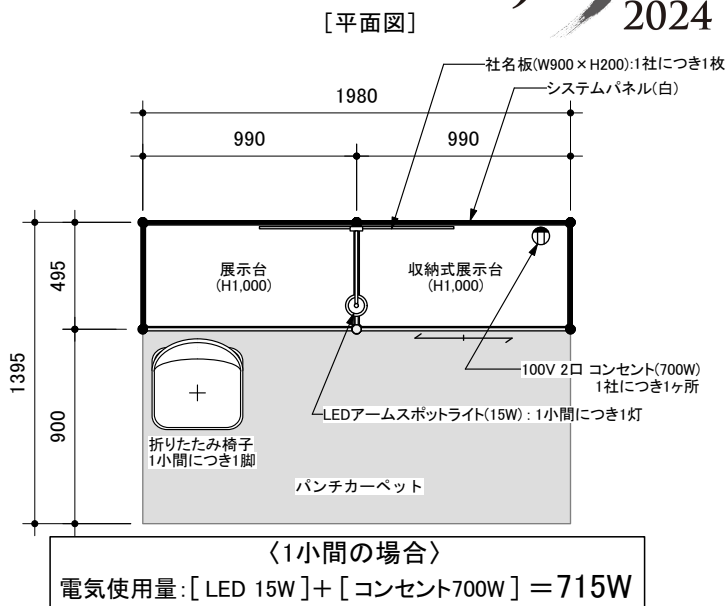 2024
［平面図］
社名板(W900×H200):1社につき1枚
システムパネル(白)
1980
990
990
展示台
(H1,000)
収納式展示台
(H1,000)
495
1395
900
100V 2口 コンセント(700W)
1社につき1ヶ所
LEDアームスポットライト(15W)：1小間につき1灯
折りたたみ椅子
1小間につき1脚
パンチカーペット
〈1小間の場合〉
電気使用量:［LED 15W］+［コンセント700W］＝715W